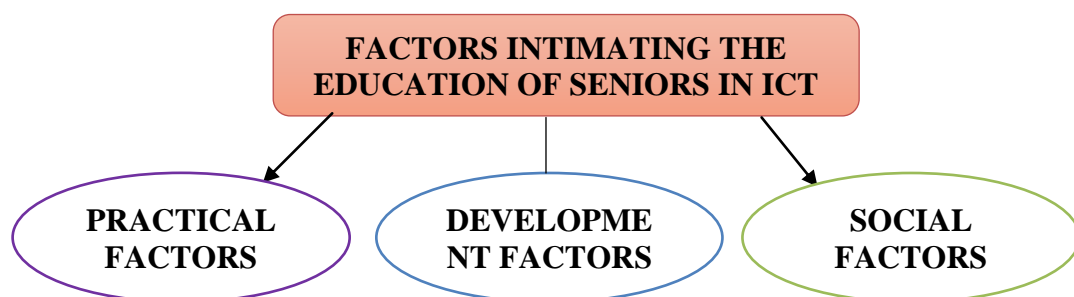 FACTORS INTIMATING THE
EDUCATION OF SENIORS IN ICT
PRACTICAL
FACTORS
DEVELOPME
NT FACTORS
SOCIAL
FACTORS